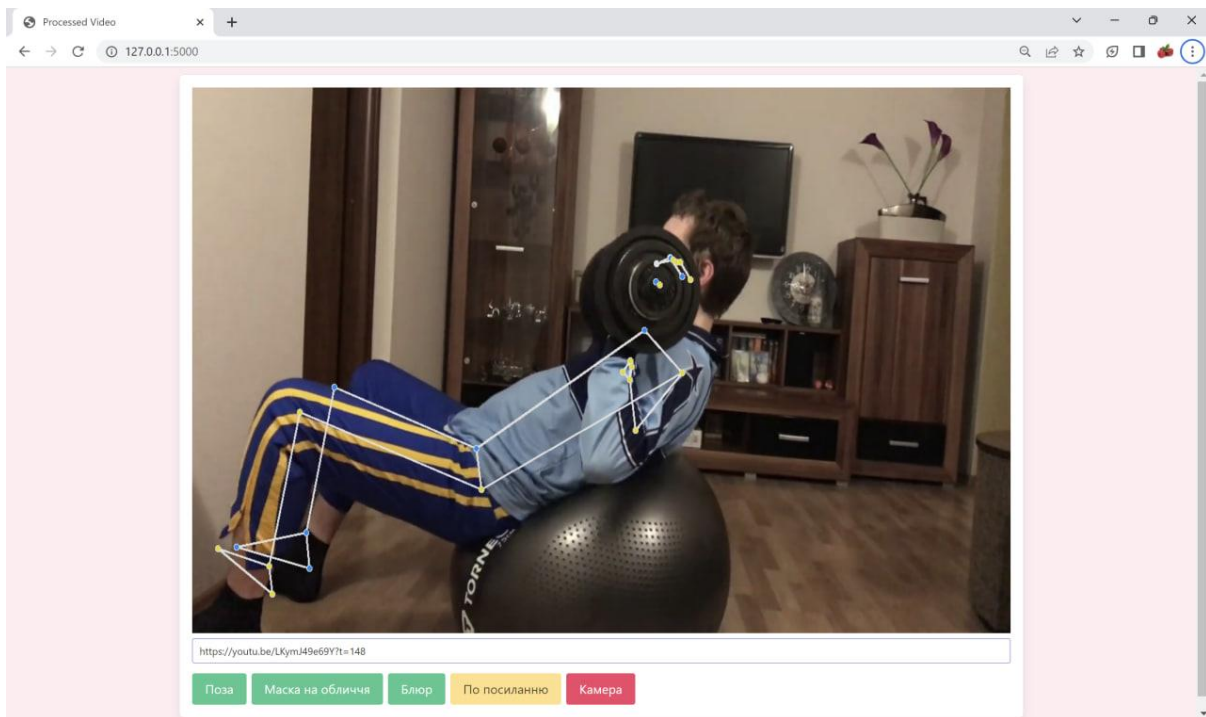 Processed Video
127.0.0.1:5000
TORNEO
https://youtu.be/LKymJ49e69Y?t=148
Поза
Маска на обличчя
Блюр
По посиланню
Камера